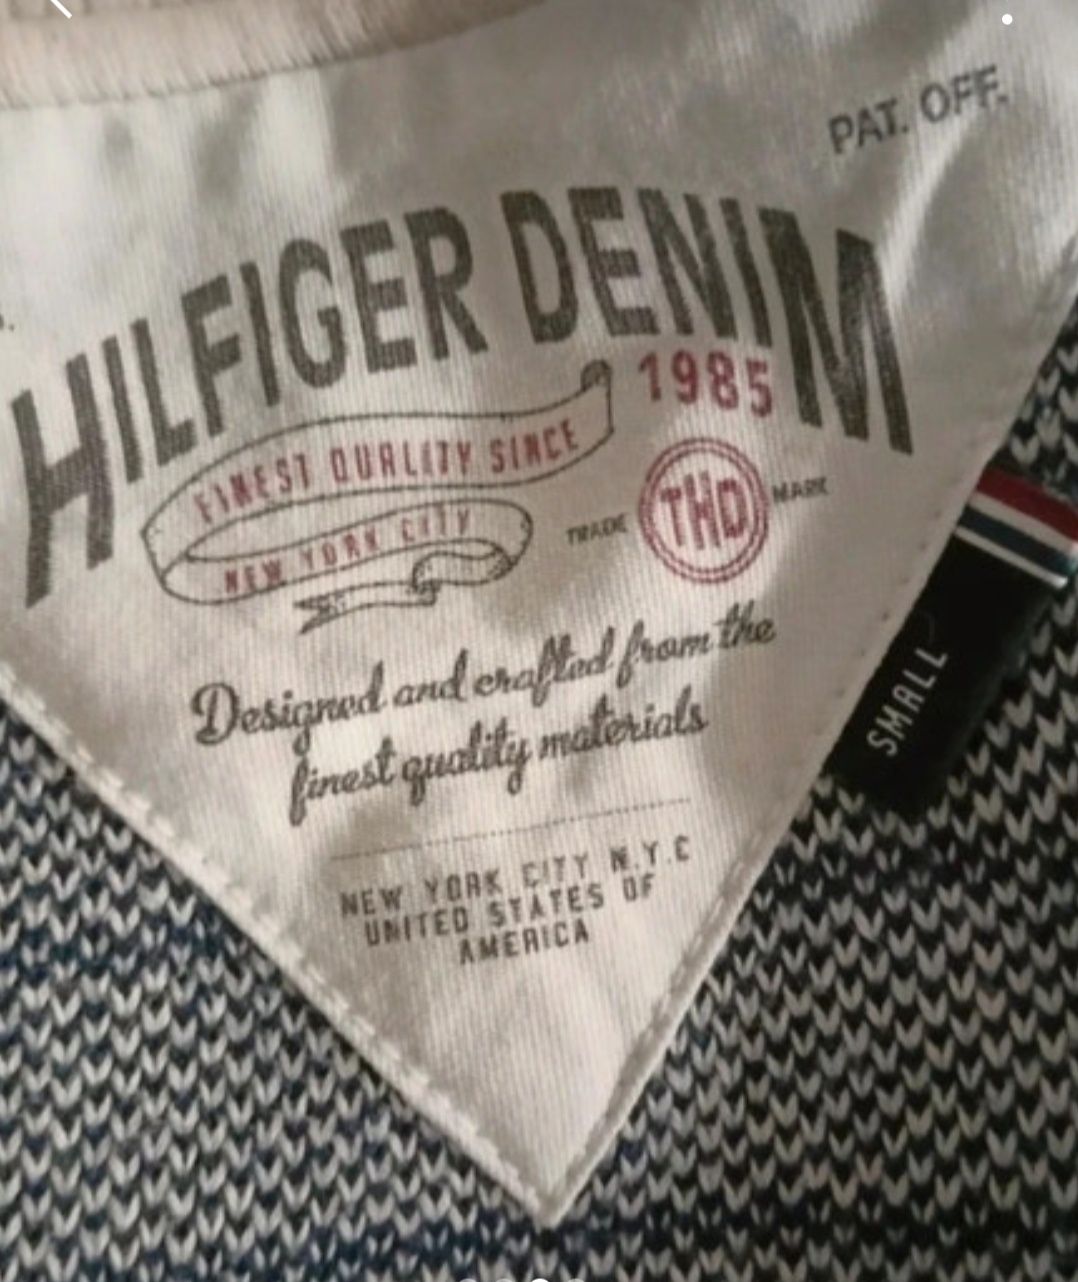 PAT. OFF.
HILFIGER DENIM
FINEST QUALITY SINCE 1985
NEW YORK CITY
TRADE THD MARK
Designed and crafted from the
finest quality materials
NEW YORK CITY N.Y.C
UNITED STATES OF
AMERICA
SMALL